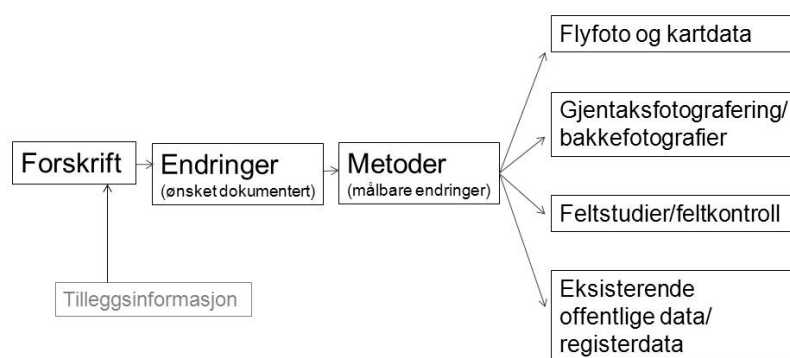 Forskrift
Endringer
(ønsket dokumentert)
Metoder
(målbare endringer)
Tilleggsinformasjon
Flyfoto og kartdata
Gjentaksfotografering/
bakkefotografier
Feltstudier/feltkontroll
Eksisterende
offentlige data/
registerdata